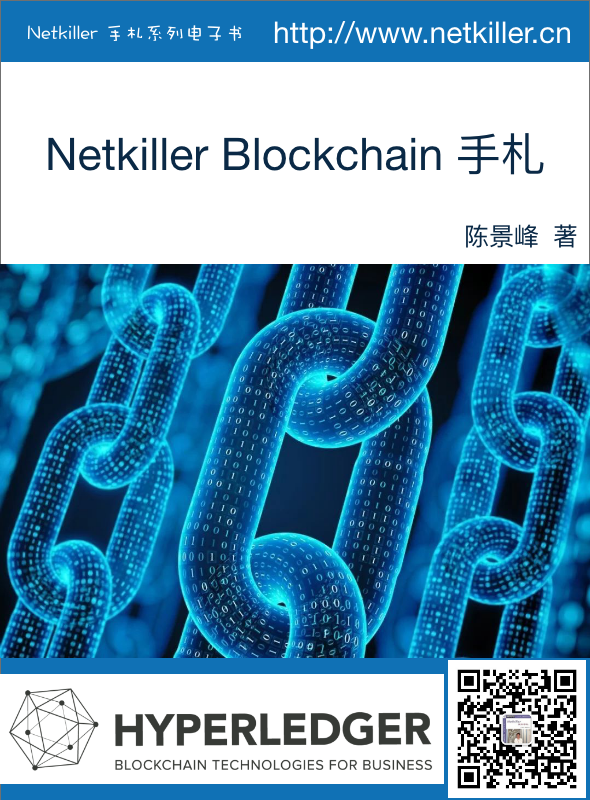 Netkiller 手札系列电子书 http://www.netkiller.cn
Netkiller Blockchain 手札
陈景峰 著
HYPERLEDGER
BLOCKCHAIN TECHNOLOGIES FOR BUSINESS